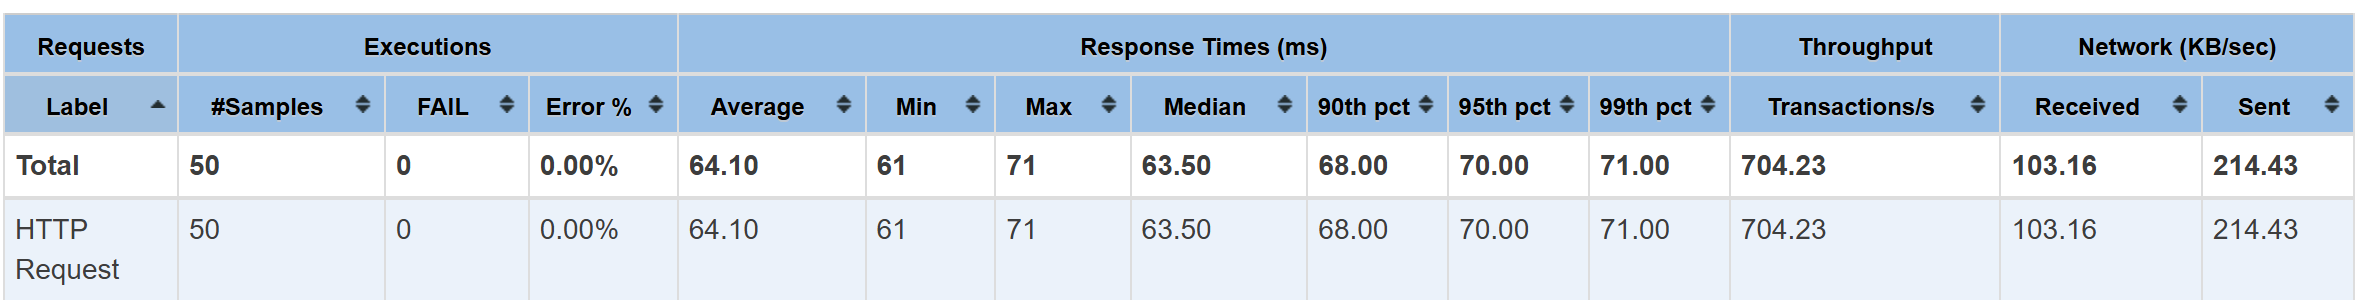 Requests Executions Response Times (ms) Throughput Network (KB/sec)
Label #Samples FAIL Error % Average Min Max Median 90th pct 95th pct 99th pct Transactions/s Received Sent
Total 50 0 0.00% 64.10 61 71 63.50 68.00 70.00 71.00 704.23 103.16 214.43
HTTP 50 0 0.00% 64.10 61 71 63.50 68.00 70.00 71.00 704.23 103.16 214.43
Request